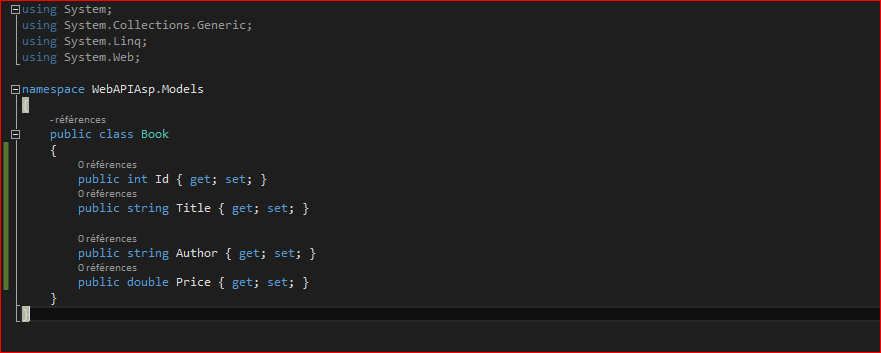 using System;
using System.Collections.Generic;
using System.Linq;
using System.Web;
namespace WebAPIAsp.Models
{
- références
public class Book
{
0 références
public int Id { get; set; }
0 références
public string Title { get; set; }
0 références
public string Author { get; set; }
0 références
public double Price { get; set; }
}
}